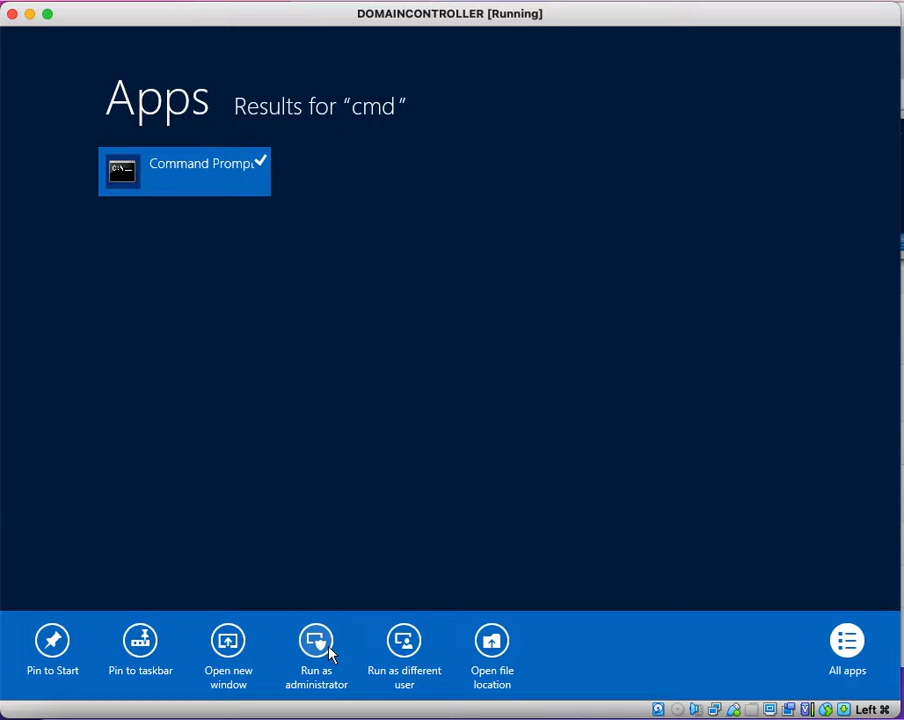 DOMAINCONTROLLER [Running]
Apps Results for “cmd”
Command Prompt
Pin to Start
Pin to taskbar
Open new
window
Run as
administrator
Run as different
user
Open file
location
All apps
Left ⌘